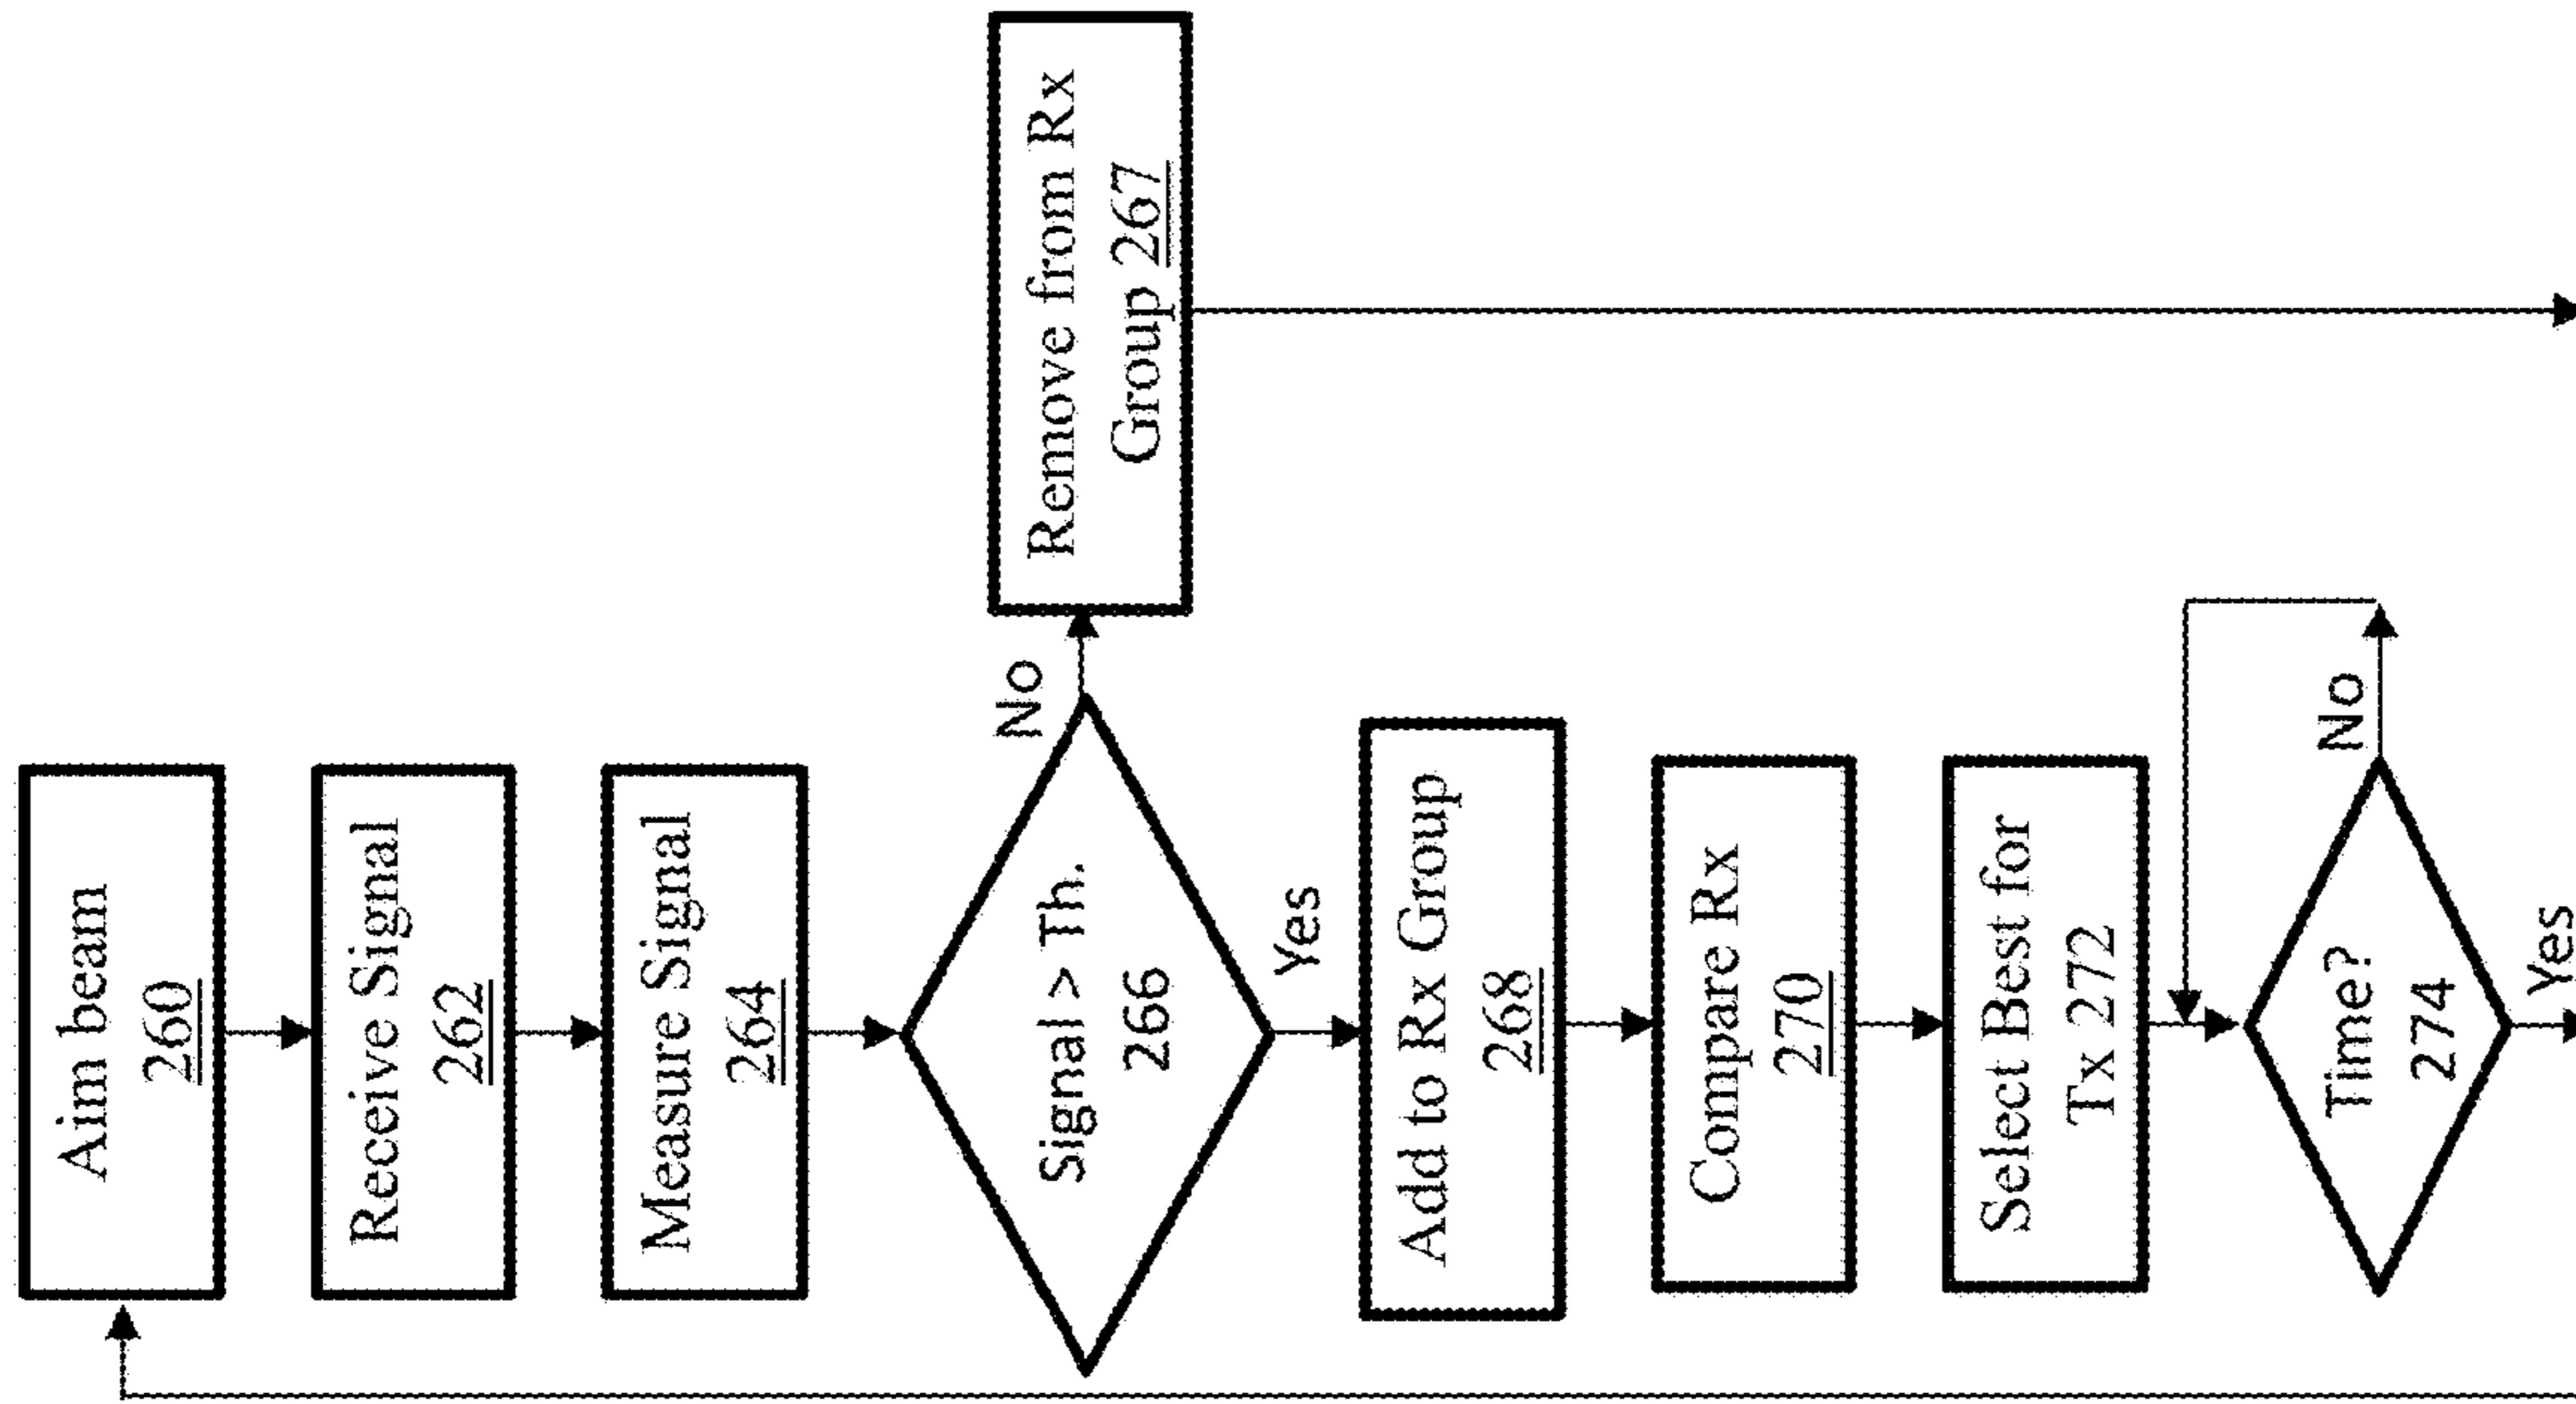 Aim beam
260
Receive Signal
262
Measure Signal
264
Signal > Th.
266
No
Remove from Rx
Group 267
Yes
Add to Rx Group
268
Compare Rx
270
Select Best for
Tx 272
Time?
274
No
Yes